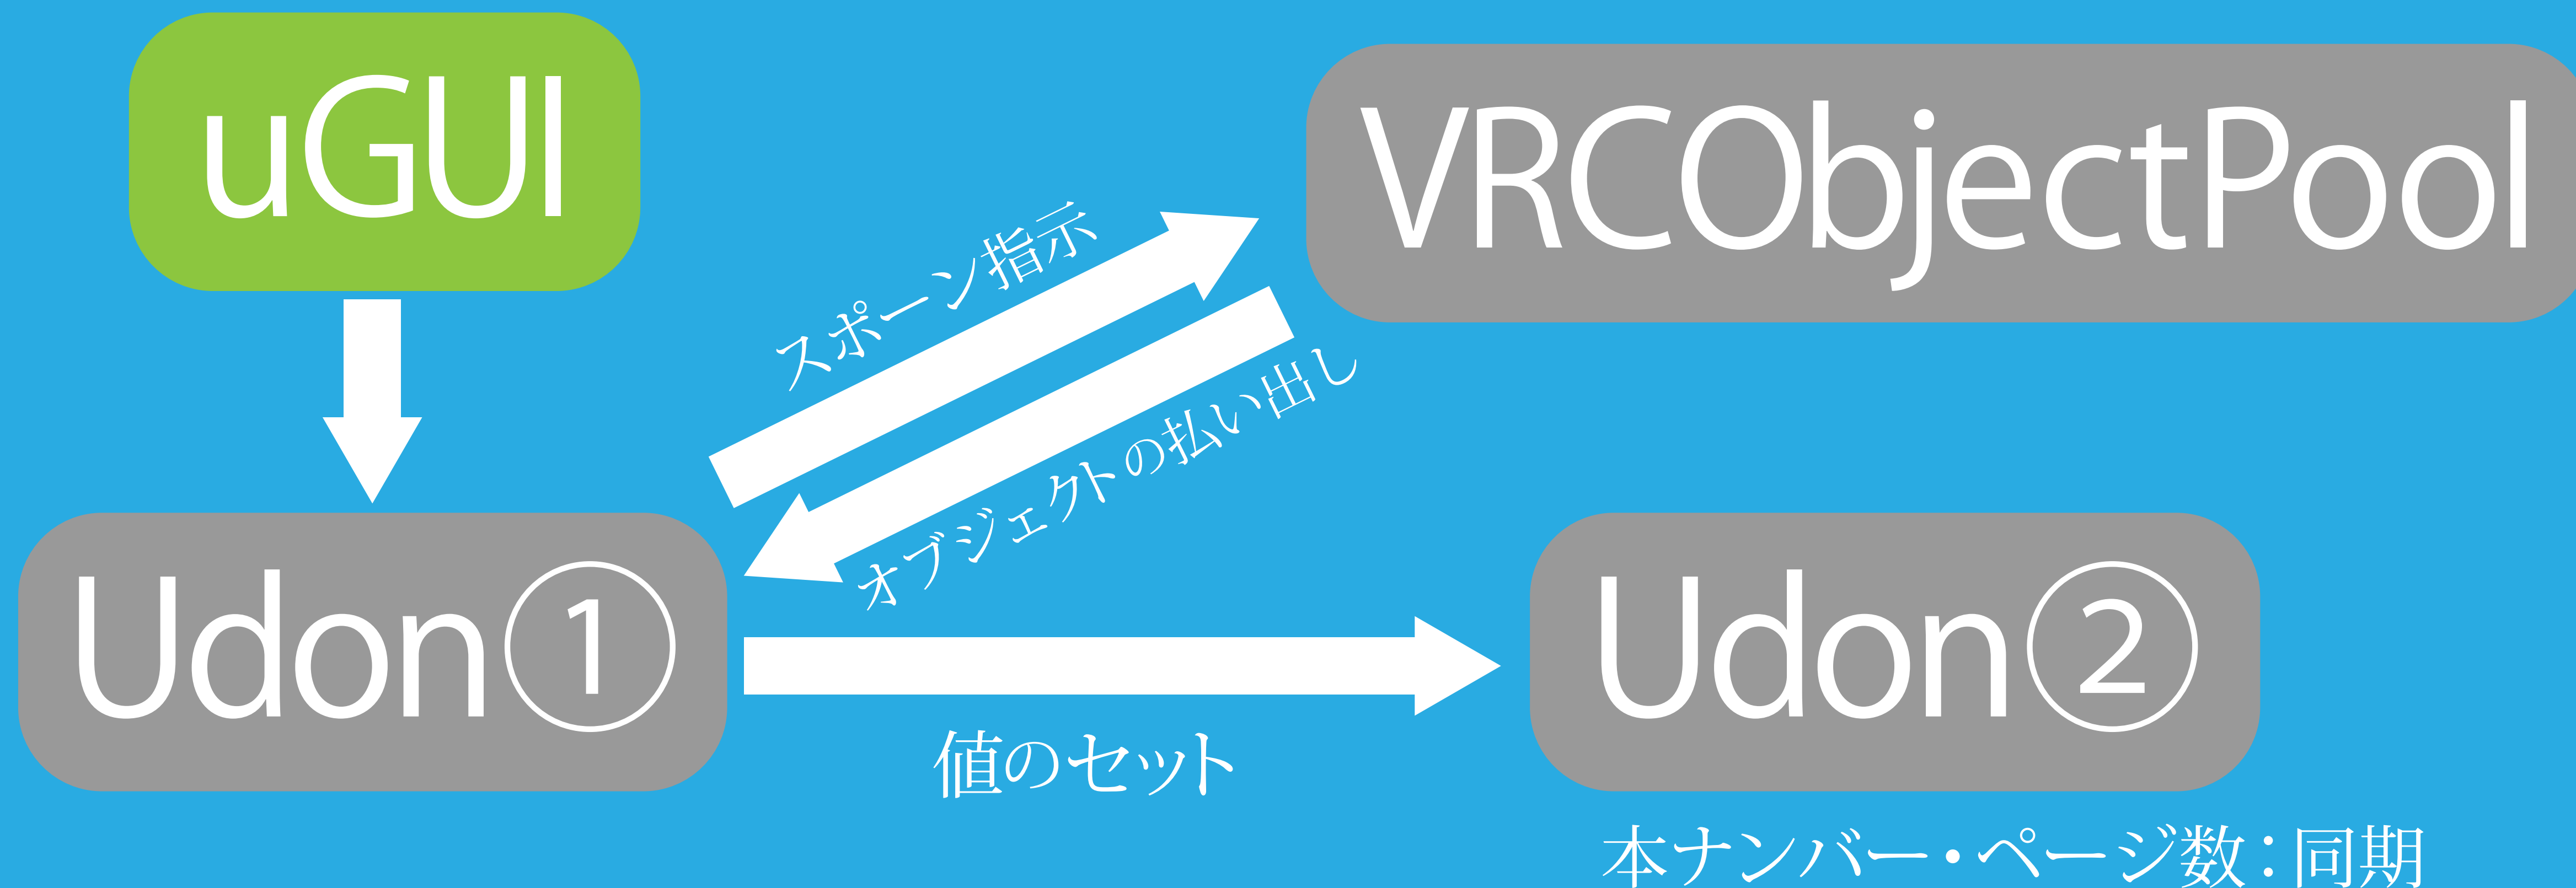 uGUI
VRCObjectPool
スポーン指示
オブジェクトの払い出し
Udon①
Udon②
値のセット
本ナンバー・ページ数：同期